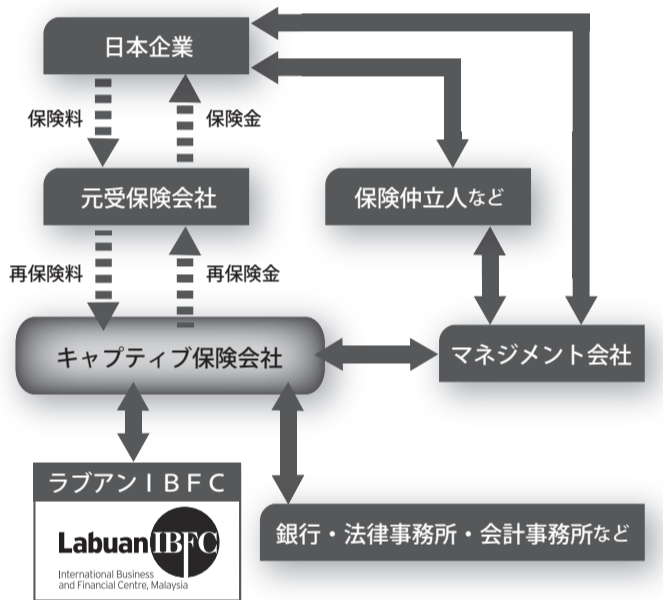 日本企業
保険料
保険金
元受保険会社
保険仲立人など
再保険料
再保険金
キャプティブ保険会社
マネジメント会社
ラブアンＩＢＦＣ
Labuan IBFC
International Business
and Financial Centre, Malaysia
銀行・法律事務所・会計事務所など